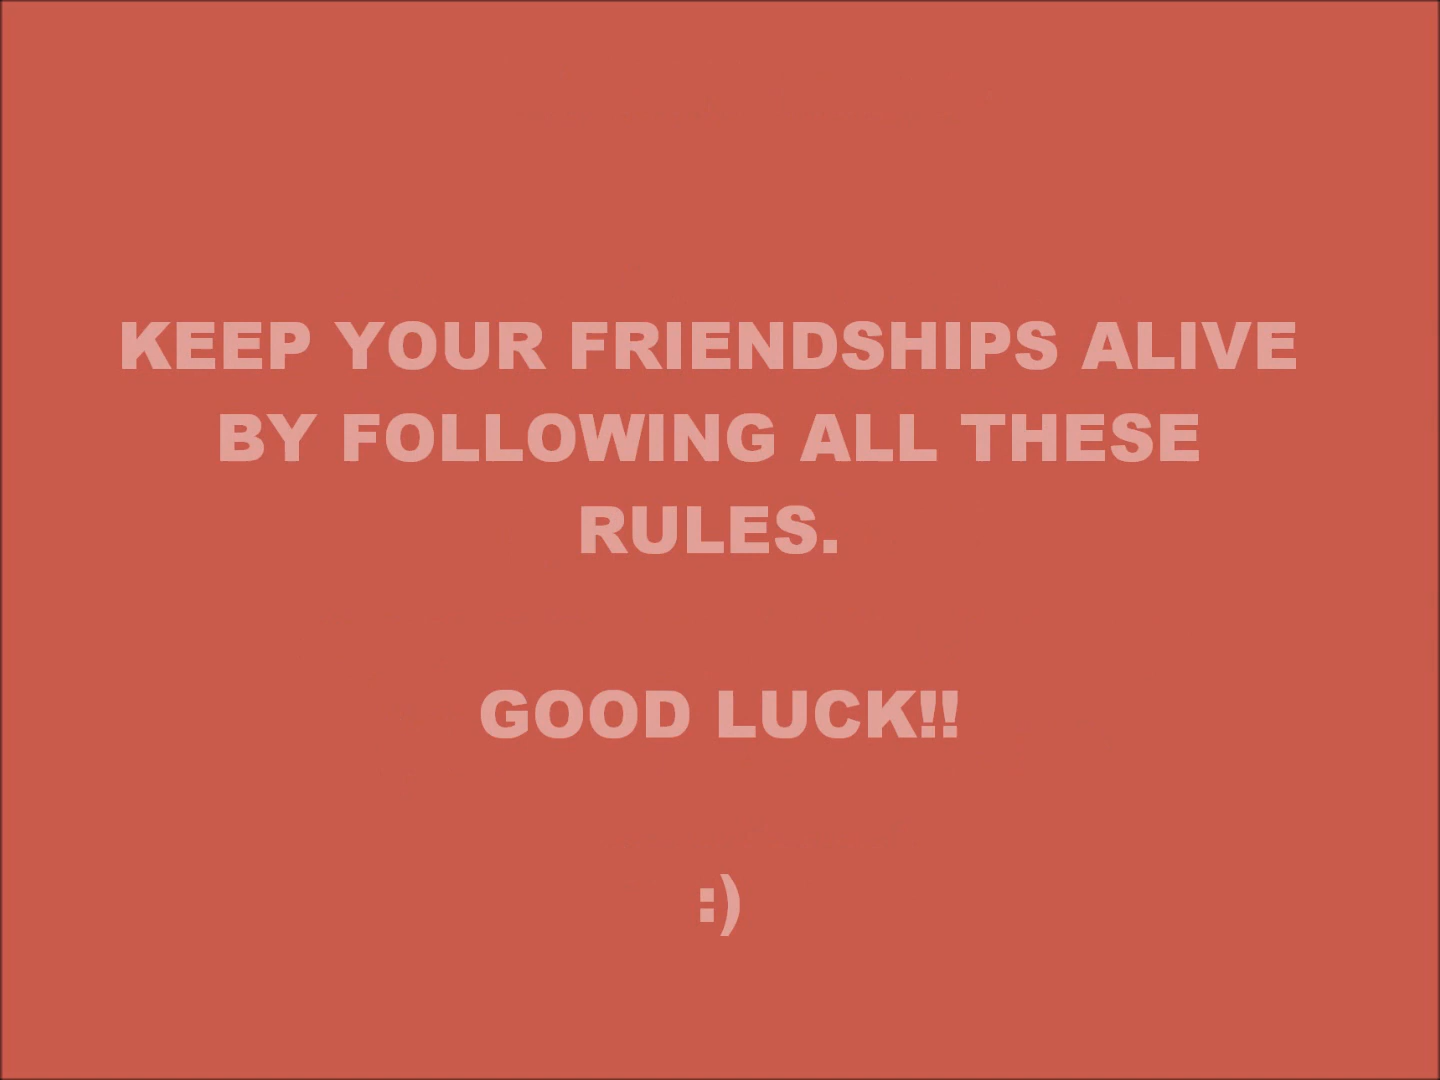 KEEP YOUR FRIENDSHIPS ALIVE
BY FOLLOWING ALL THESE
RULES.
GOOD LUCK!!
:)